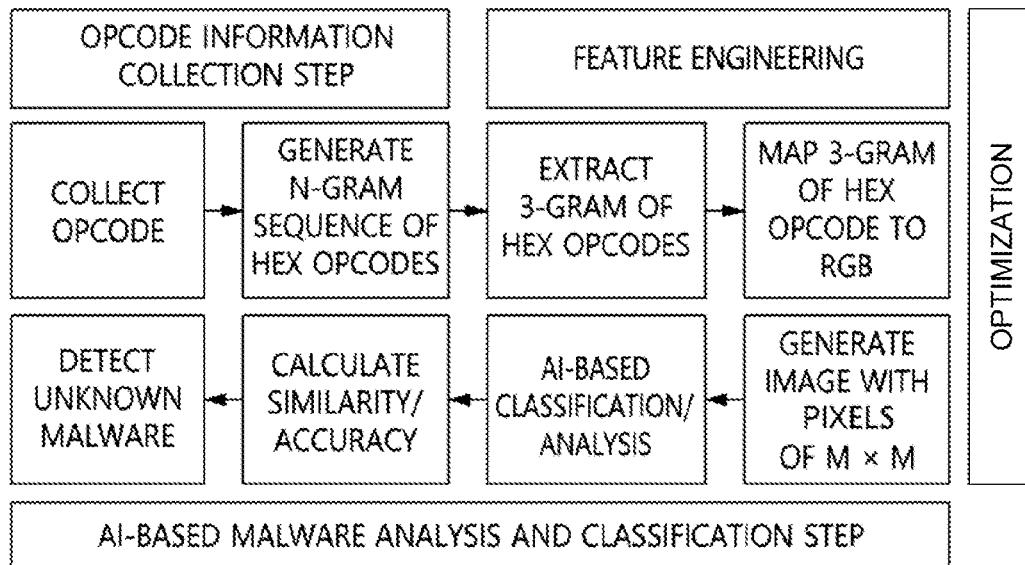 OPCODE INFORMATION
COLLECTION STEP
FEATURE ENGINEERING
COLLECT
OPCODE
GENERATE
N-GRAM
SEQUENCE OF
HEX OPCODES
EXTRACT
3-GRAM OF
HEX OPCODES
MAP 3-GRAM
OF HEX
OPCODE TO
RGB
DETECT
UNKNOWN
MALWARE
CALCULATE
SIMILARITY/
ACCURACY
AI-BASED
CLASSIFICATION/
ANALYSIS
GENERATE
IMAGE WITH
PIXELS
OF M × M
OPTIMIZATION
AI-BASED MALWARE ANALYSIS AND CLASSIFICATION STEP